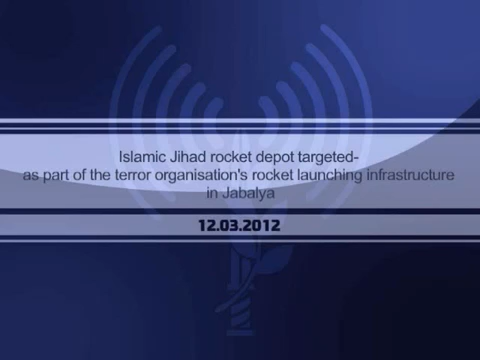 Islamic Jihad rocket depot targeted-
as part of the terror organisation's rocket launching infrastructure
in Jabalya
12.03.2012